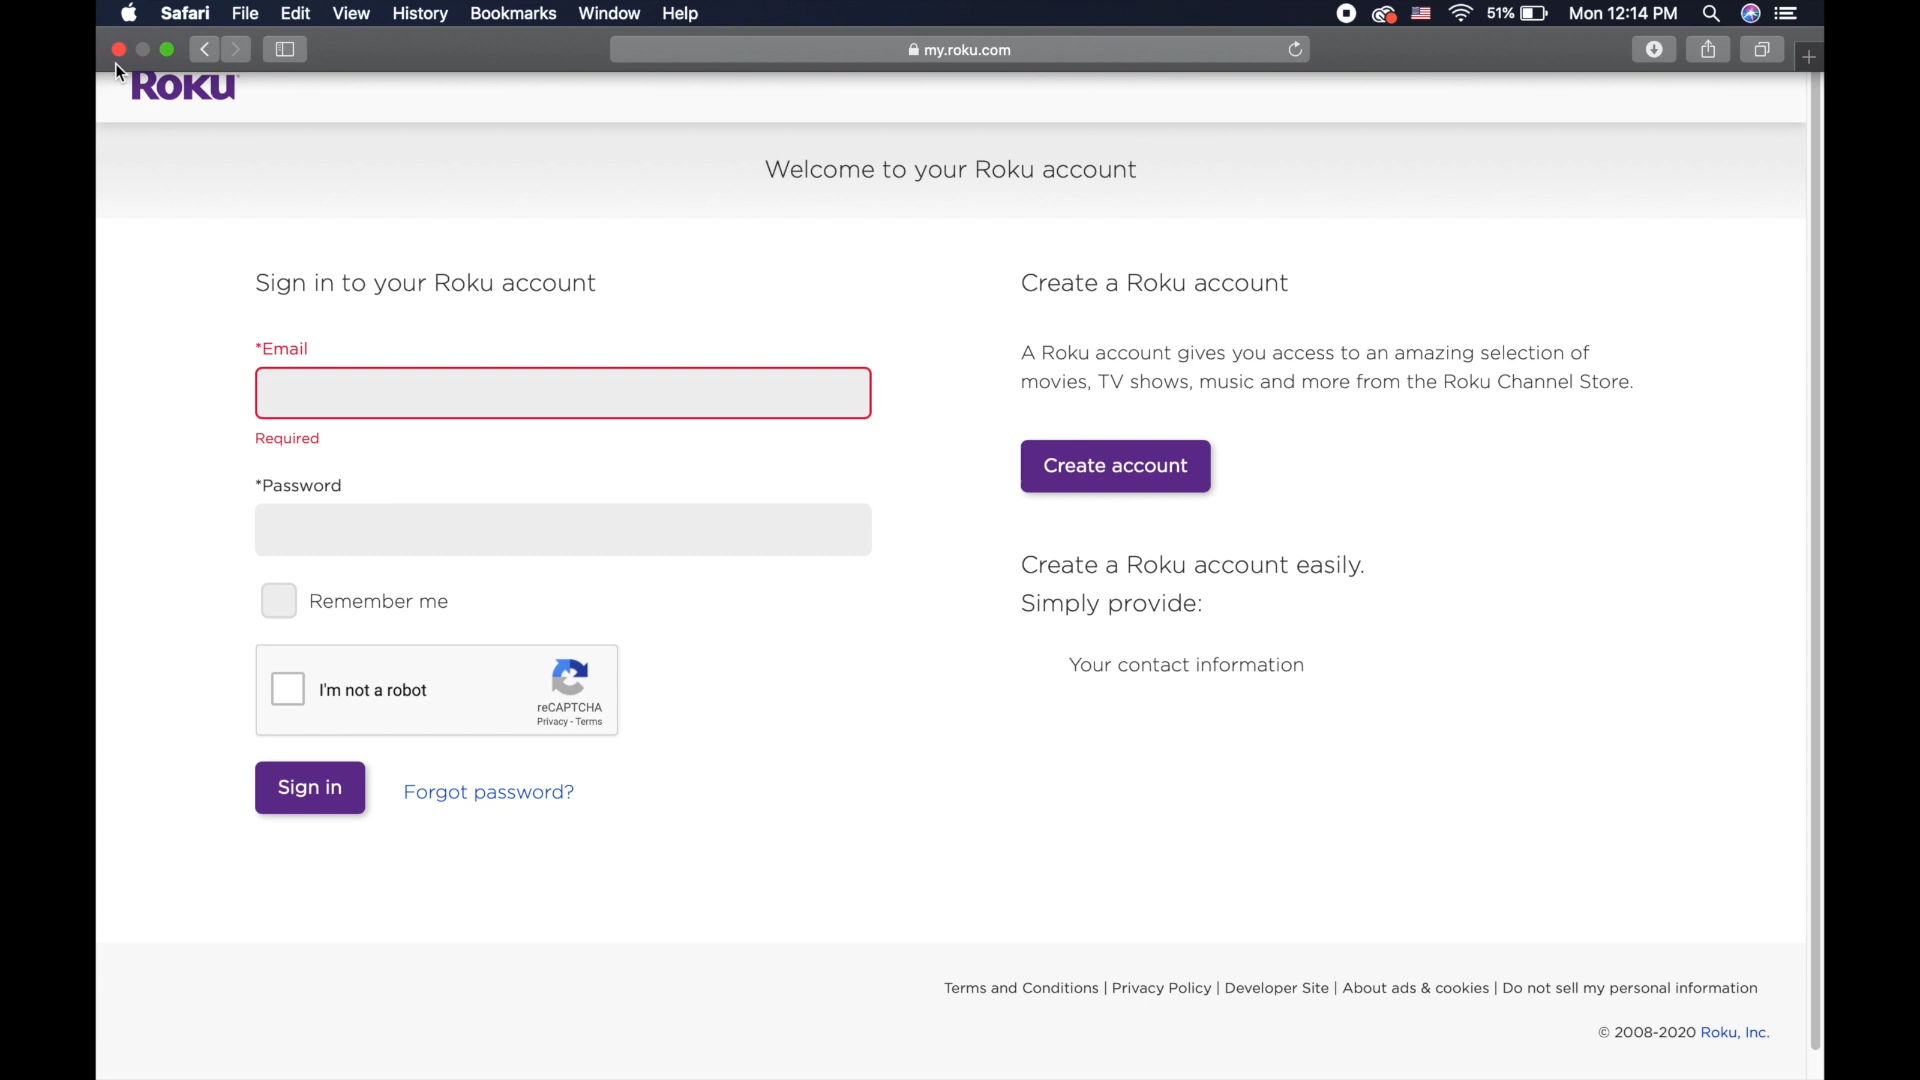 Safari File Edit View History Bookmarks Window Help 51% Mon 12:14 PM
my.roku.com
ROKU
Welcome to your Roku account
Sign in to your Roku account
*Email
Required
*Password
Remember me
I'm not a robot
reCAPTCHA
Privacy - Terms
Sign in Forgot password?
Create a Roku account
A Roku account gives you access to an amazing selection of
movies, TV shows, music and more from the Roku Channel Store.
Create account
Create a Roku account easily.
Simply provide:
Your contact information
Terms and Conditions | Privacy Policy | Developer Site | About ads & cookies | Do not sell my personal information
© 2008-2020 Roku, Inc.